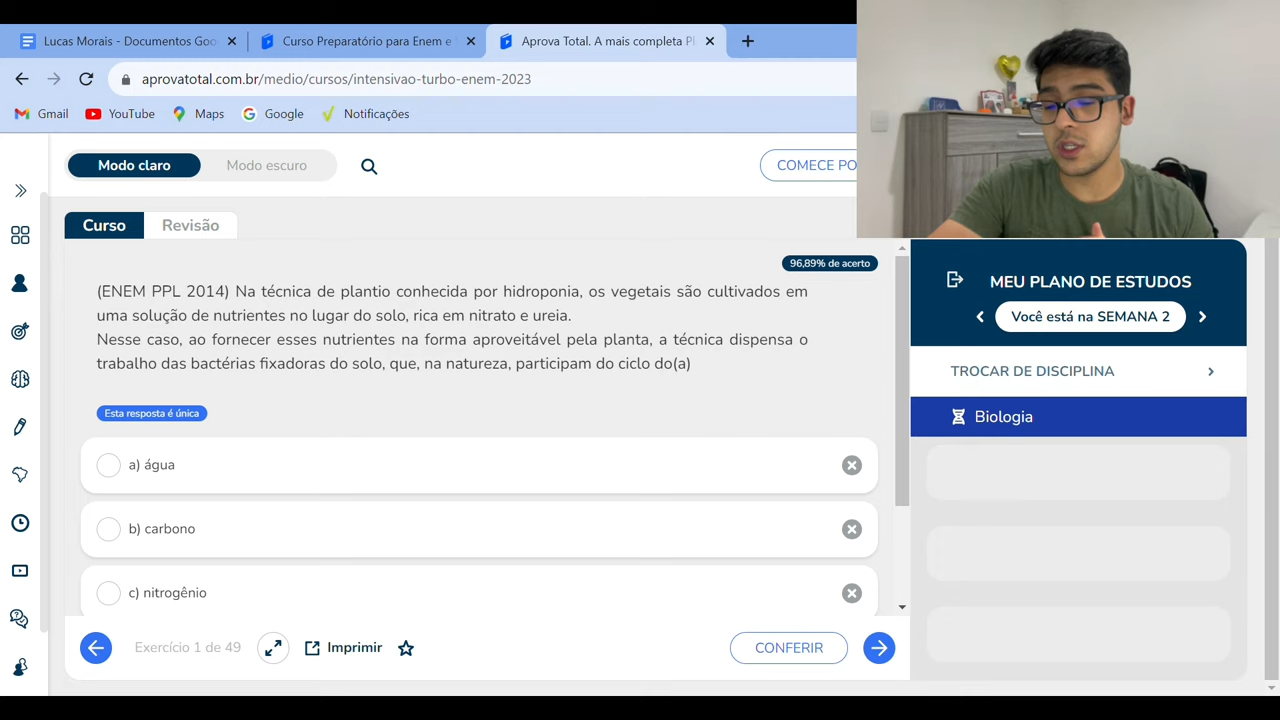 Lucas Morais - Documentos Goo
Curso Preparatório para Enem e
Aprova Total. A mais completa Pl
aprovatotal.com.br/medio/cursos/intensivao-turbo-enem-2023
Gmail
YouTube
Maps
Google
Notificações
Modo claro
Modo escuro
COMECE PO
Curso
Revisão
96,89% de acerto
(ENEM PPL 2014) Na técnica de plantio conhecida por hidroponia, os vegetais são cultivados em
uma solução de nutrientes no lugar do solo, rica em nitrato e ureia.
Nesse caso, ao fornecer esses nutrientes na forma aproveitável pela planta, a técnica dispensa o
trabalho das bactérias fixadoras do solo, que, na natureza, participam do ciclo do(a)
Esta resposta é única
a) água
b) carbono
c) nitrogênio
Exercício 1 de 49
Imprimir
CONFERIR
MEU PLANO DE ESTUDOS
Você está na SEMANA 2
TROCAR DE DISCIPLINA
Biologia